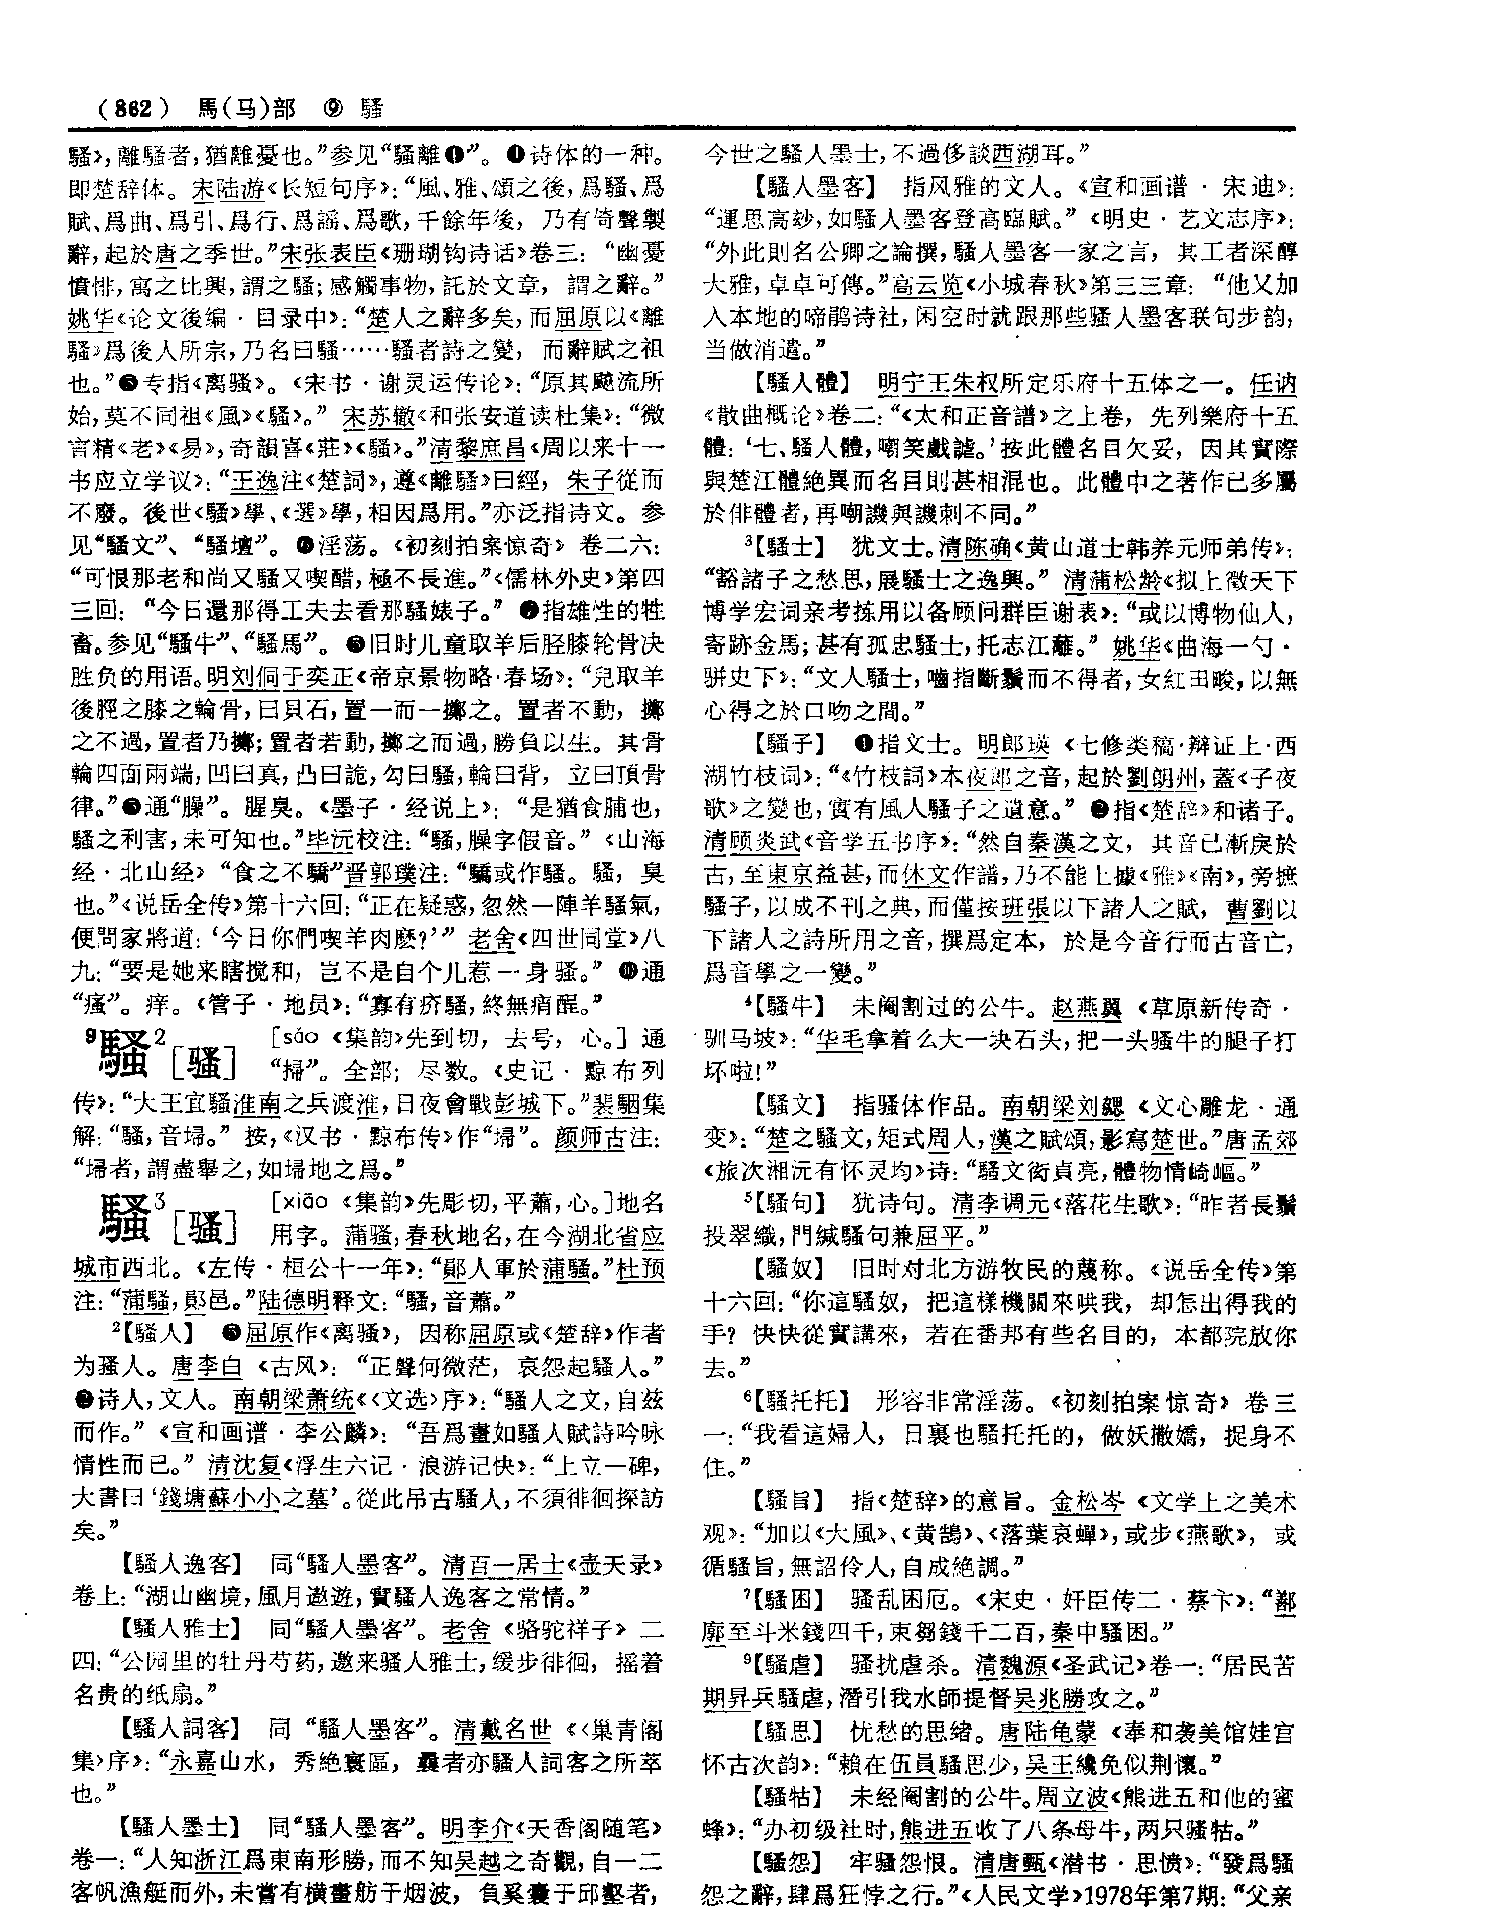 (862) 馬(马)部 ⑨ 騷
騷》，離騷者，猶離憂也。”参见“騷離❶”。❹诗体的一种。
即楚辞体。宋陆游《长短句序》：“風、雅、頌之後，爲騷、爲
賦、爲曲、爲引、爲行、爲謡、爲歌，千餘年後，乃有倚聲製
辭，起於唐之季世。”宋张表臣《珊瑚钩诗话》卷三：“幽憂
憤悱，寓之比興，謂之騷；感觸事物，託於文章，謂之辭。”
姚华《论文後编·目录中》：“楚人之辭多矣，而屈原以《離
騷》爲後人所宗，乃名曰騷……騷者詩之變，而辭賦之祖
也。”❺专指《离骚》。《宋书·谢灵运传论》：“原其飈流所
始，莫不同祖《風》《騷》。”宋苏辙《和张安道读杜集》：“微
言精《老》《易》，奇韻喜《莊》《騷》。”清黎庶昌《周以来十一
书应立学议》：“王逸注《楚詞》，遵《離騷》曰經，朱子從而
不廢。後世《騷》學、《選》學，相因爲用。”亦泛指诗文。参
见“騷文”、“騷壇”。❻淫荡。《初刻拍案惊奇》卷二六：
“可恨那老和尚又騷又喫醋，極不長進。”《儒林外史》第四
三回：“今日還那得工夫去看那騷婊子。”❼指雄性的牲
畜。参见“騷牛”、“騷馬”。❽旧时儿童取羊后胫膝轮骨决
胜负的用语。明刘侗于奕正《帝京景物略·春场》：“兒取羊
後脛之膝之輪骨，曰貝石，置一而一擲之。置者不動，擲
之不過，置者乃擲；置者若動，擲之而過，勝負以生。其骨
輪四面兩端，凹曰真，凸曰詭，勾曰騷，輪曰背，立曰頂骨
律。”❾通“臊”。腥臭。《墨子·经说上》：“是猶食脯也，
騷之利害，未可知也。”毕沅校注：“騷，臊字假音。”《山海
经·北山经》“食之不驕”晋郭璞注：“驕或作騷。騷，臭
也。”《说岳全传》第十六回：“正在疑惑，忽然一陣羊騷氣，
便問家將道：‘今日你們喫羊肉麽？’”老舍《四世同堂》八
九：“要是她来瞎搅和，岂不是自个儿惹一身骚。”❿通
“瘙”。痒。《管子·地员》：“寡有疥騷，終無痟酲。”
⁹騷²［骚］ ［sào《集韵》先到切，去号，心。］通
“掃”。全部；尽数。《史记·黥布列
传》：“大王宜騷淮南之兵渡淮，日夜會戰彭城下。”裴駰集
解：“騷，音埽。”按，《汉书·黥布传》作“埽”。颜师古注：
“埽者，謂盡舉之，如埽地之爲。”
騷³［骚］ ［xiāo《集韵》先彫切，平蕭，心。］地名
用字。蒲骚，春秋地名，在今湖北省应
城市西北。《左传·桓公十一年》：“鄖人軍於蒲騷。”杜预
注：“蒲騷，鄖邑。”陆德明释文：“騷，音蕭。”
²【騷人】 ❶屈原作《离骚》，因称屈原或《楚辞》作者
为骚人。唐李白《古风》：“正聲何微茫，哀怨起騷人。”
❷诗人，文人。南朝梁萧统《〈文选〉序》：“騷人之文，自兹
而作。”《宣和画谱·李公麟》：“吾爲畫如騷人賦詩吟咏
情性而已。”清沈复《浮生六记·浪游记快》：“上立一碑，
大書曰‘錢塘蘇小小之墓’。從此吊古騷人，不須徘徊探訪
矣。”
【騷人逸客】 同“騷人墨客”。清百一居士《壶天录》
卷上：“湖山幽境，風月遨遊，實騷人逸客之常情。”
【騷人雅士】 同“騷人墨客”。老舍《骆驼祥子》二
四：“公园里的牡丹芍药，邀来骚人雅士，缓步徘徊，摇着
名贵的纸扇。”
【騷人詞客】 同“騷人墨客”。清戴名世《〈巢青阁
集〉序》：“永嘉山水，秀絶寰區，曩者亦騷人詞客之所萃
也。”
【騷人墨士】 同“騷人墨客”。明李介《天香阁随笔》
卷一：“人知浙江爲東南形勝，而不知吴越之奇觀，自一二
客帆漁艇而外，未嘗有横畫舫于烟波，負奚囊于邱壑者，
今世之騷人墨士，不過侈談西湖耳。”
【騷人墨客】 指风雅的文人。《宣和画谱·宋迪》：
“運思高妙，如騷人墨客登高臨賦。”《明史·艺文志序》：
“外此則名公卿之論撰，騷人墨客一家之言，其工者深醇
大雅，卓卓可傳。”高云览《小城春秋》第三三章：“他又加
入本地的啼鹃诗社，闲空时就跟那些骚人墨客联句步韵，
当做消遣。”
【騷人體】 明宁王朱权所定乐府十五体之一。任讷
《散曲概论》卷二：“《太和正音譜》之上卷，先列樂府十五
體：‘七、騷人體，嘲笑戲謔。’按此體名目欠妥，因其實際
與楚江體絶異而名目則甚相混也。此體中之著作已多屬
於俳體者，再嘲譏與譏刺不同。”
³【騷士】 犹文士。清陈确《黄山道士韩养元师弟传》：
“豁諸子之愁思，展騷士之逸興。”清蒲松龄《拟上徵天下
博学宏词亲考拣用以备顾问群臣谢表》：“或以博物仙人，
寄跡金馬；甚有孤忠騷士，托志江蘺。”姚华《曲海一勺·
骈史下》：“文人騷士，嚙指斷鬚而不得者，女紅田畯，以無
心得之於口吻之間。”
【騷子】 ❶指文士。明郎瑛《七修类稿·辩证上·西
湖竹枝词》：“《竹枝詞》本夜郎之音，起於劉朗州，蓋《子夜
歌》之變也，實有風人騷子之遺意。”❷指《楚辞》和诸子。
清顾炎武《音学五书序》：“然自秦漢之文，其音已漸戾於
古，至東京益甚，而休文作譜，乃不能上據《雅》《南》，旁摭
騷子，以成不刊之典，而僅按班張以下諸人之賦，曹劉以
下諸人之詩所用之音，撰爲定本，於是今音行而古音亡，
爲音學之一變。”
⁴【騷牛】 未阉割过的公牛。赵燕翼《草原新传奇·
驯马坡》：“华毛拿着么大一块石头，把一头骚牛的腿子打
坏啦！”
【騷文】 指骚体作品。南朝梁刘勰《文心雕龙·通
变》：“楚之騷文，矩式周人，漢之賦頌，影寫楚世。”唐孟郊
《旅次湘沅有怀灵均》诗：“騷文衒貞亮，體物情崎嶇。”
⁵【騷句】 犹诗句。清李调元《落花生歌》：“昨者長鬚
投翠織，門缄騷句兼屈平。”
【騷奴】 旧时对北方游牧民的蔑称。《说岳全传》第
十六回：“你這騷奴，把這樣機關來哄我，却怎出得我的
手？快快從實講來，若在番邦有些名目的，本都院放你
去。”
⁶【騷托托】 形容非常淫荡。《初刻拍案惊奇》卷三
一：“我看這婦人，日裏也騷托托的，做妖撒嬌，捉身不
住。”
【騷旨】 指《楚辞》的意旨。金松岑《文学上之美术
观》：“加以《大風》、《黄鵠》、《落葉哀蟬》，或步《燕歌》，或
循騷旨，無詔伶人，自成絶調。”
⁷【騷困】 骚乱困厄。《宋史·奸臣传二·蔡卞》：“鄯
廓至斗米錢四千，束芻錢千二百，秦中騷困。”
⁹【騷虐】 骚扰虐杀。清魏源《圣武记》卷一：“居民苦
期昇兵騷虐，潛引我水師提督吴兆勝攻之。”
【騷思】 忧愁的思绪。唐陆龟蒙《奉和袭美馆娃宫
怀古次韵》：“賴在伍員騷思少，吴王纔免似荆懷。”
【騷牯】 未经阉割的公牛。周立波《熊进五和他的蜜
蜂》：“办初级社时，熊进五收了八条母牛，两只骚牯。”
【騷怨】 牢骚怨恨。清唐甄《潜书·思愤》：“發爲騷
怨之辭，肆爲狂悖之行。”《人民文学》1978年第7期：“父亲